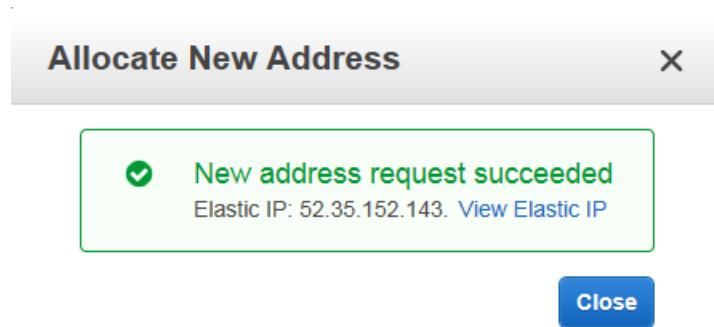 Allocate New Address
New address request succeeded
Elastic IP: 52.35.152.143. View Elastic IP
Close